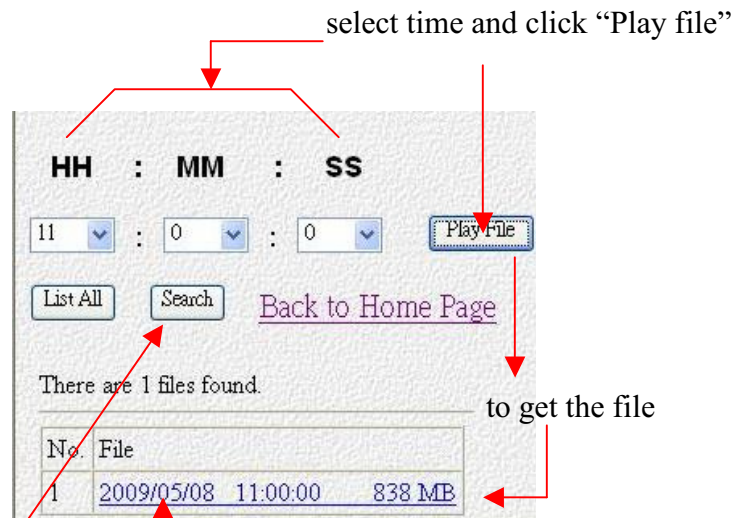 select time and click “Play file”
HH : MM : SS
11 : 0 : 0 Play File
List All Search Back to Home Page
There are 1 files found.
to get the file
No. File
1 2009/05/08 11:00:00 838 MB